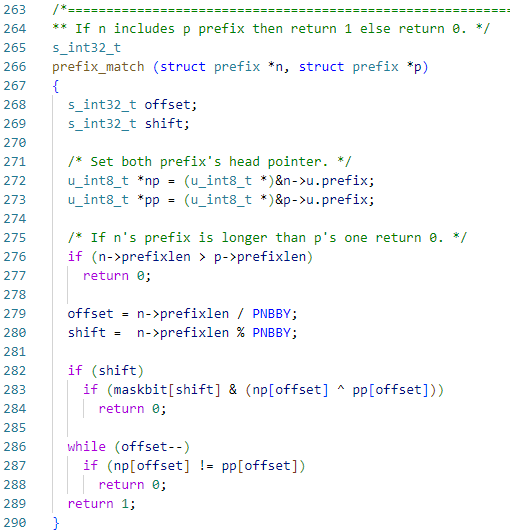 263 /*==========================================================
264 ** If n includes p prefix then return 1 else return 0. */
265 s_int32_t
266 prefix_match (struct prefix *n, struct prefix *p)
267 {
268   s_int32_t offset;
269   s_int32_t shift;
270
271   /* Set both prefix's head pointer. */
272   u_int8_t *np = (u_int8_t *)&n->u.prefix;
273   u_int8_t *pp = (u_int8_t *)&p->u.prefix;
274
275   /* If n's prefix is longer than p's one return 0. */
276   if (n->prefixlen > p->prefixlen)
277     return 0;
278
279   offset = n->prefixlen / PNBBY;
280   shift =  n->prefixlen % PNBBY;
281
282   if (shift)
283     if (maskbit[shift] & (np[offset] ^ pp[offset]))
284       return 0;
285
286   while (offset--)
287     if (np[offset] != pp[offset])
288       return 0;
289   return 1;
290 }